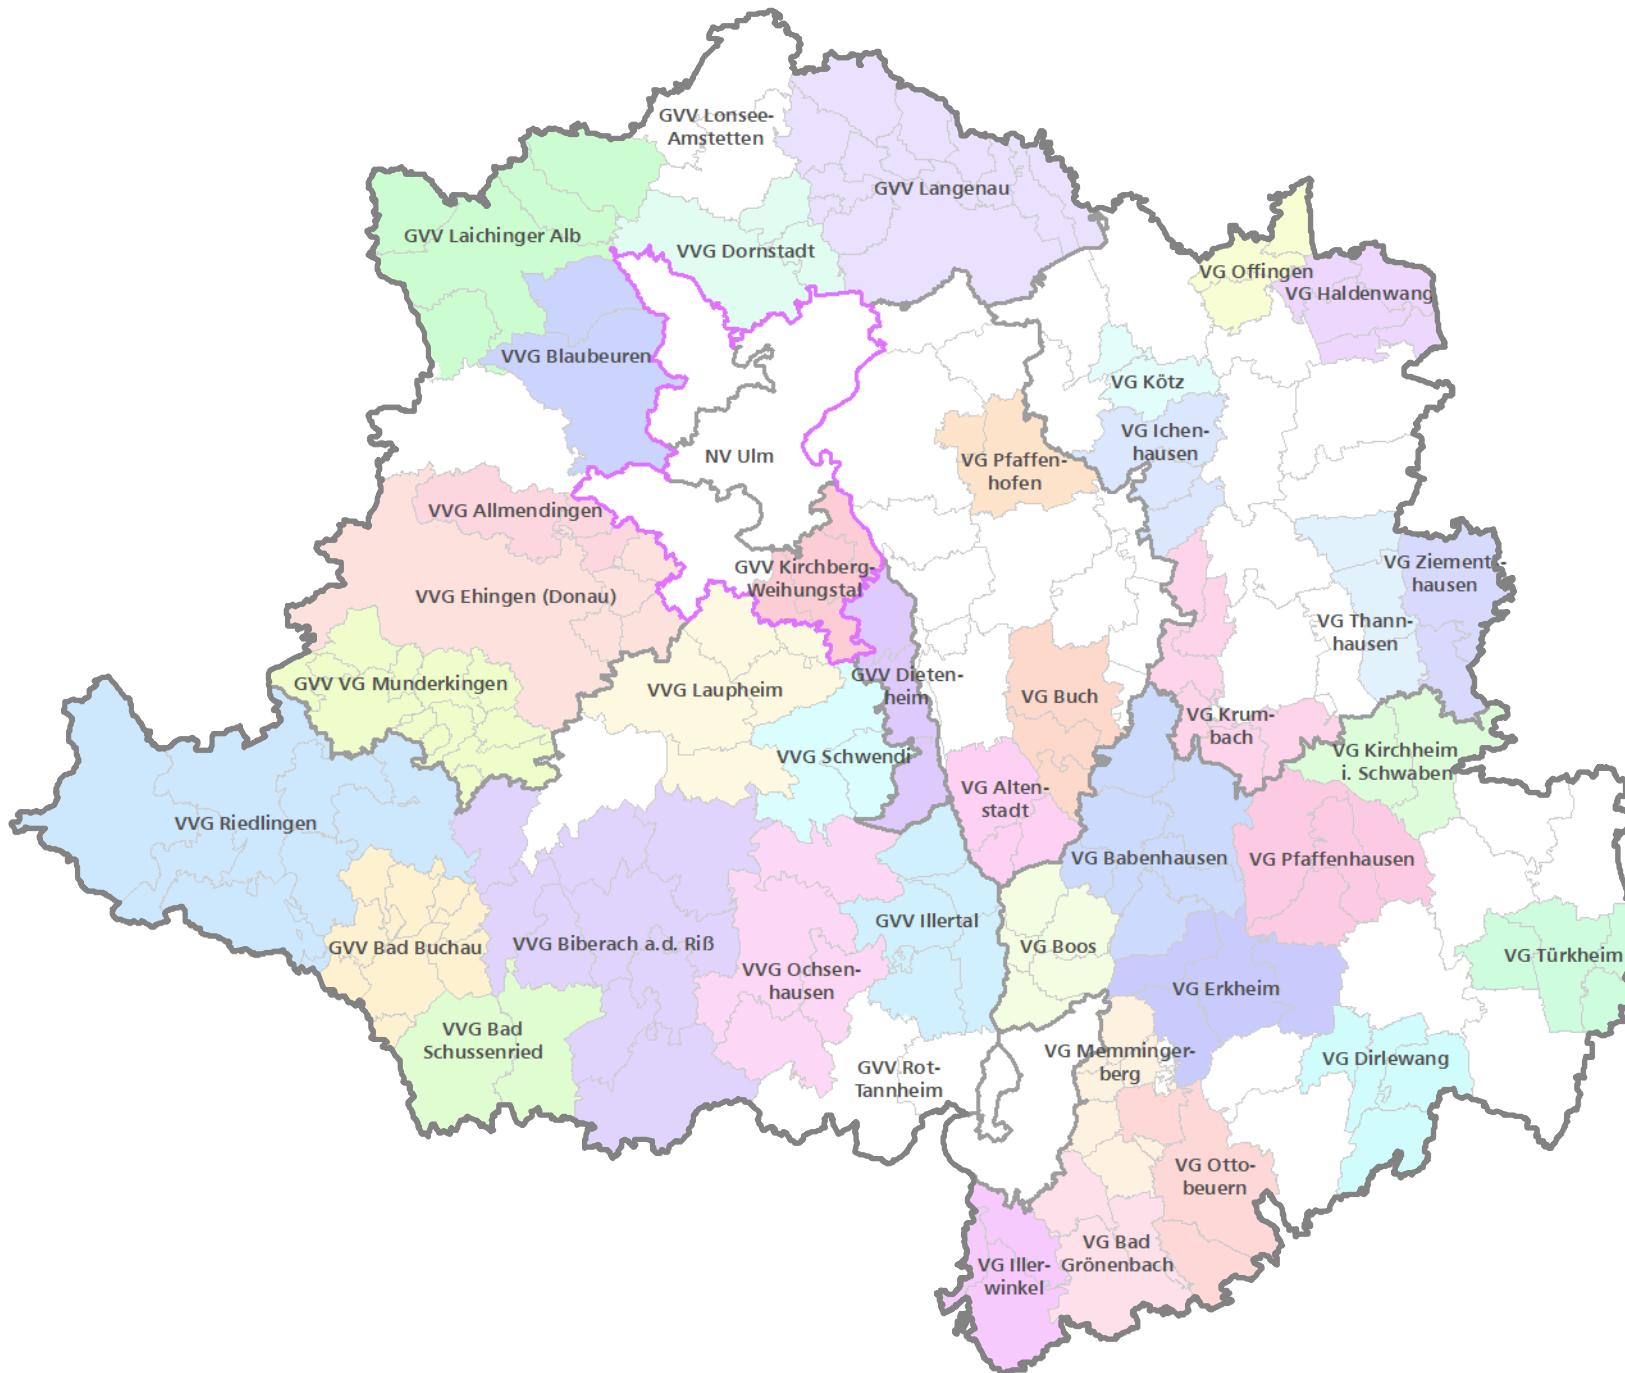 GVV Lonsee-
Amstetten
GVV Langenau
GVV Laichinger Alb
VVG Dornstadt
VG Offingen
VG Haldenwang
VVG Blaubeuren
VG Kötz
VG Ichen-
hausen
NV Ulm
VG Pfaffen-
hofen
VVG Allmendingen
VG Ziemets-
hausen
GVV Kirchberg-
Weihungstal
VVG Ehingen (Donau)
VG Thann-
hausen
GVV VG Munderkingen
VVG Laupheim
GVV Dieten-
heim
VG Buch
VG Krum-
bach
VVG Schwendi
VG Kirchheim
i. Schwaben
VG Alten-
stadt
VVG Riedlingen
VG Babenhausen
VG Pfaffenhausen
GVV Illertal
GVV Bad Buchau
VVG Biberach a.d. Riß
VG Boos
VG Türkheim
VVG Ochsen-
hausen
VG Erkheim
VVG Bad
Schussenried
VG Memminger-
berg
VG Dirlewang
GVV Rot-
Tannheim
VG Otto-
beuern
VG Bad
Grönenbach
VG Iller-
winkel